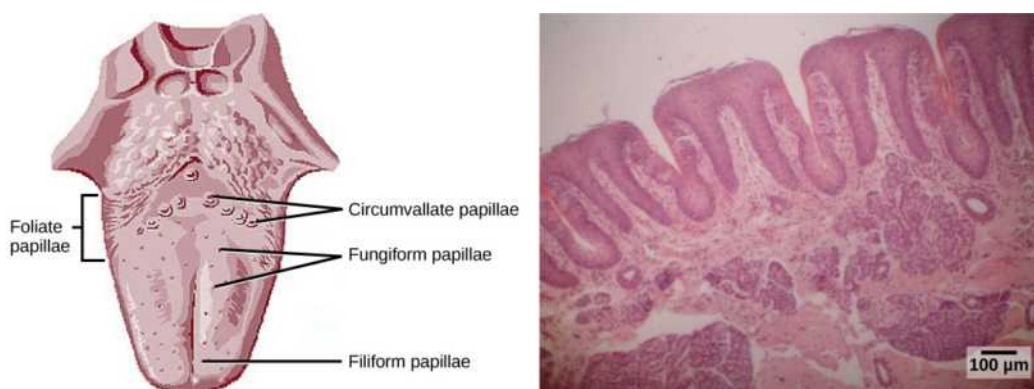 Foliate
papillae
Circumvallate papillae
Fungiform papillae
Filiform papillae
100 µm